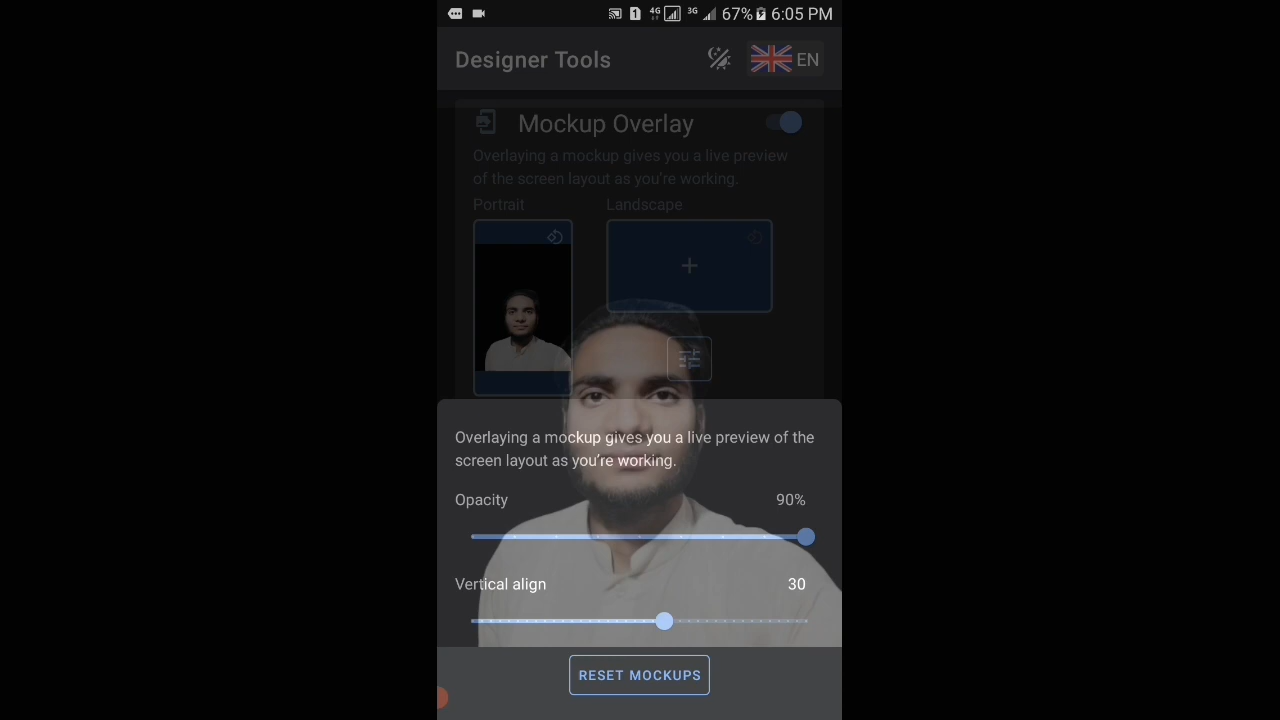 4G 3G 67% 6:05 PM
Designer Tools EN
Mockup Overlay
Overlaying a mockup gives you a live preview
of the screen layout as you're working.
Portrait Landscape
Overlaying a mockup gives you a live preview of the
screen layout as you're working.
Opacity 90%
Vertical align 30
RESET MOCKUPS